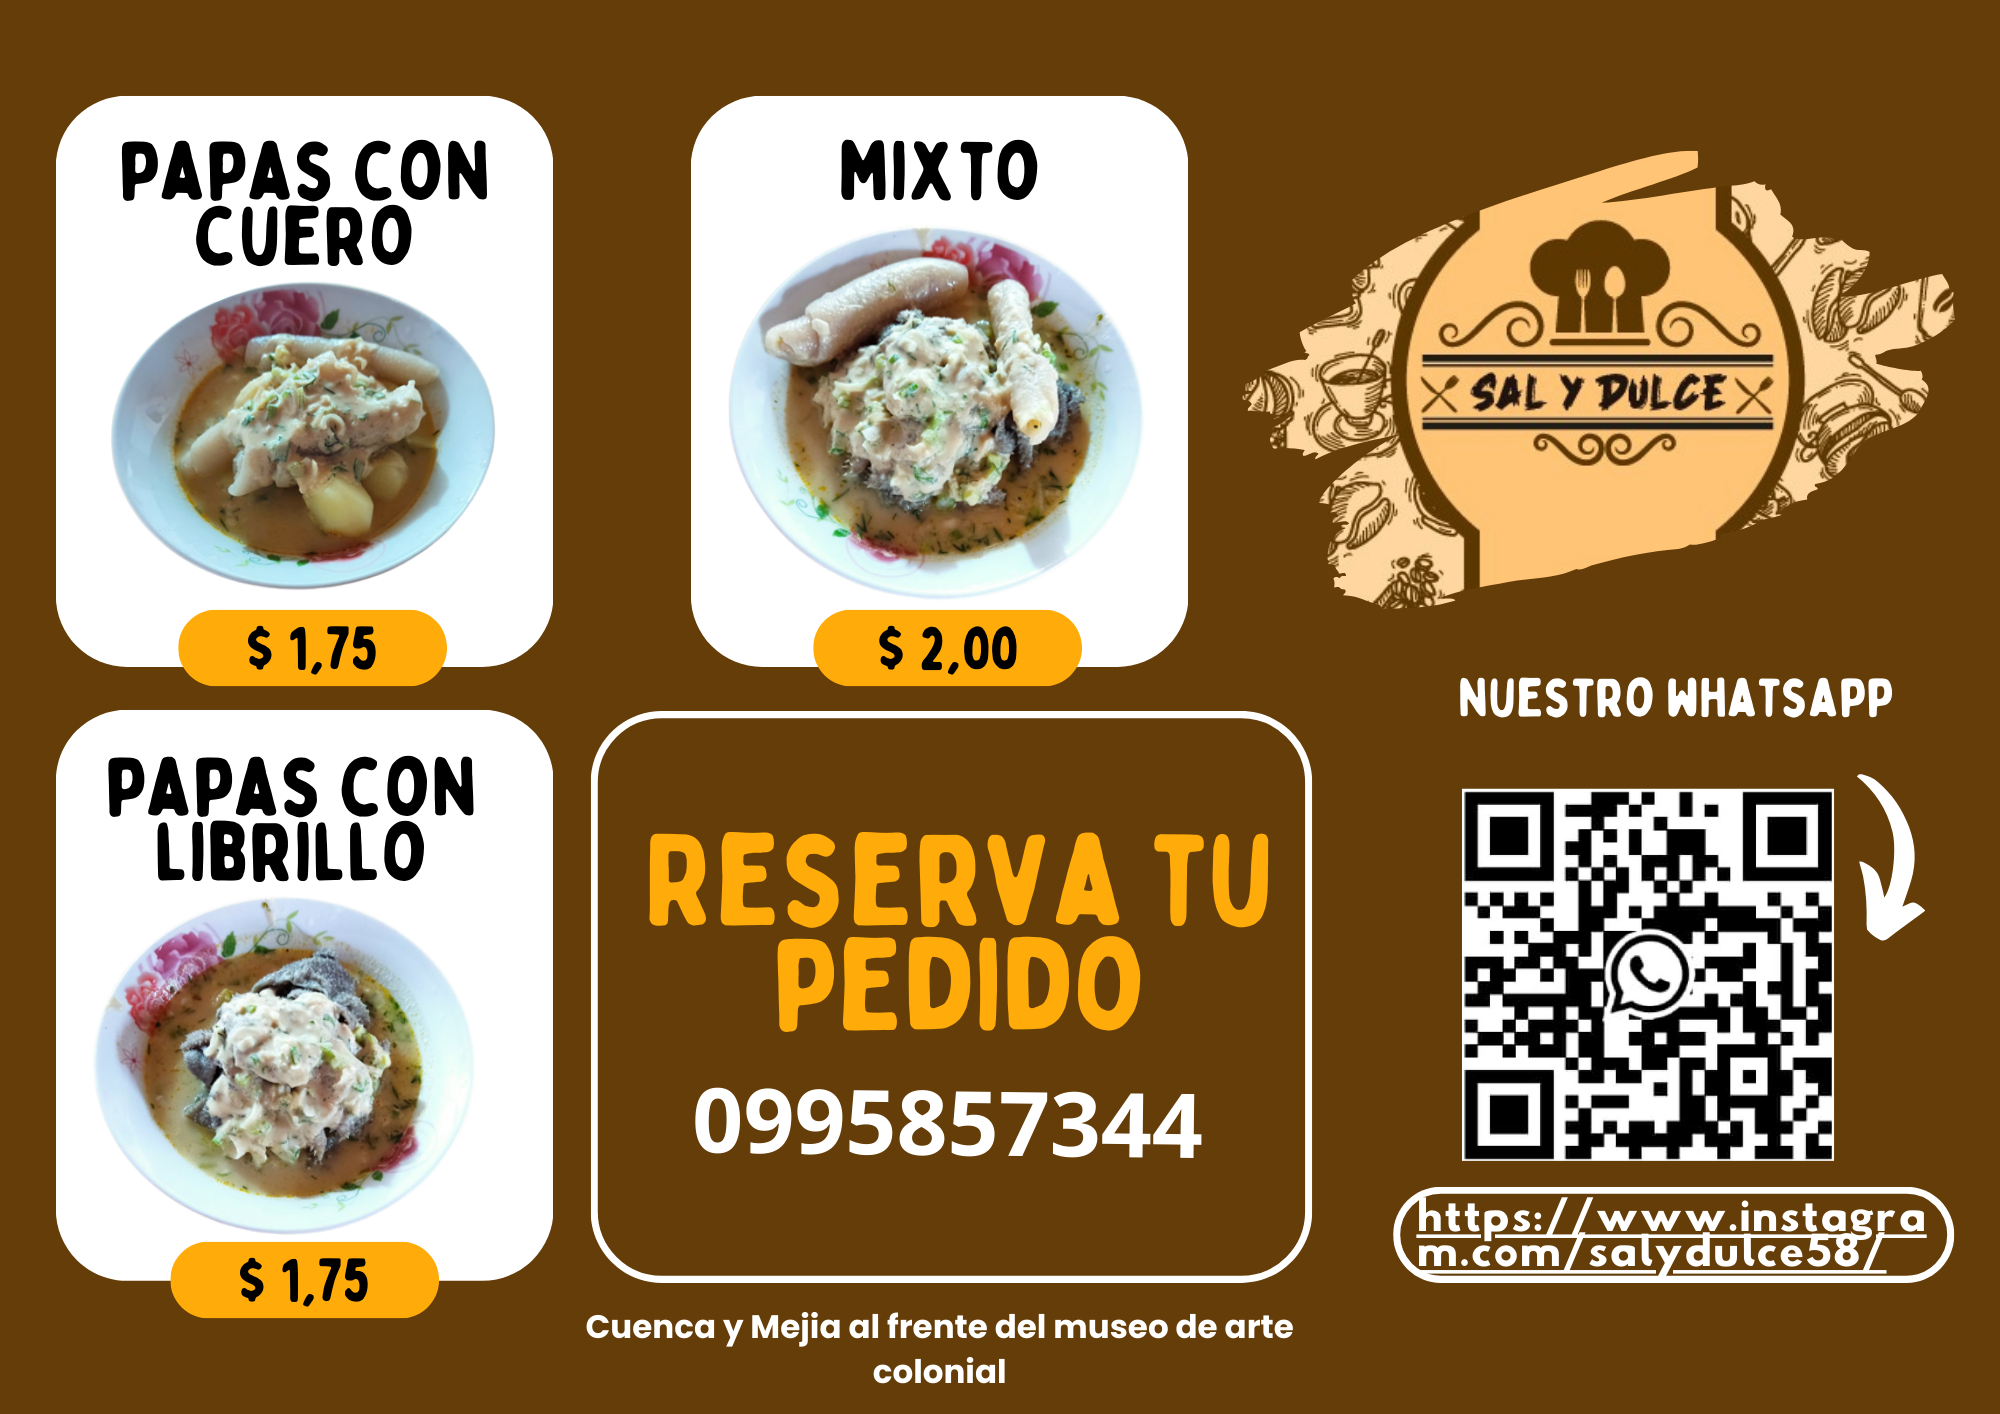 PAPAS CON
CUERO
$ 1,75
MIXTO
$ 2,00
SAL Y DULCE
NUESTRO WHATSAPP
PAPAS CON
LIBRILLO
$ 1,75
RESERVA TU
PEDIDO
0995857344
https://www.instagra
m.com/salydulce58/
Cuenca y Mejia al frente del museo de arte
colonial